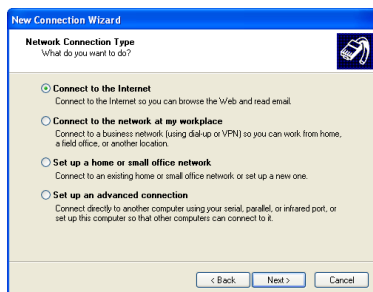 New Connection Wizard
Network Connection Type
What do you want to do?
Connect to the Internet
Connect to the Internet so you can browse the Web and read email.
Connect to the network at my workplace
Connect to a business network (using dial-up or VPN) so you can work from home,
a field office, or another location.
Set up a home or small office network
Connect to an existing home or small office network or set up a new one.
Set up an advanced connection
Connect directly to another computer using your serial, parallel, or infrared port, or
set up this computer so that other computers can connect to it.
< Back Next > Cancel